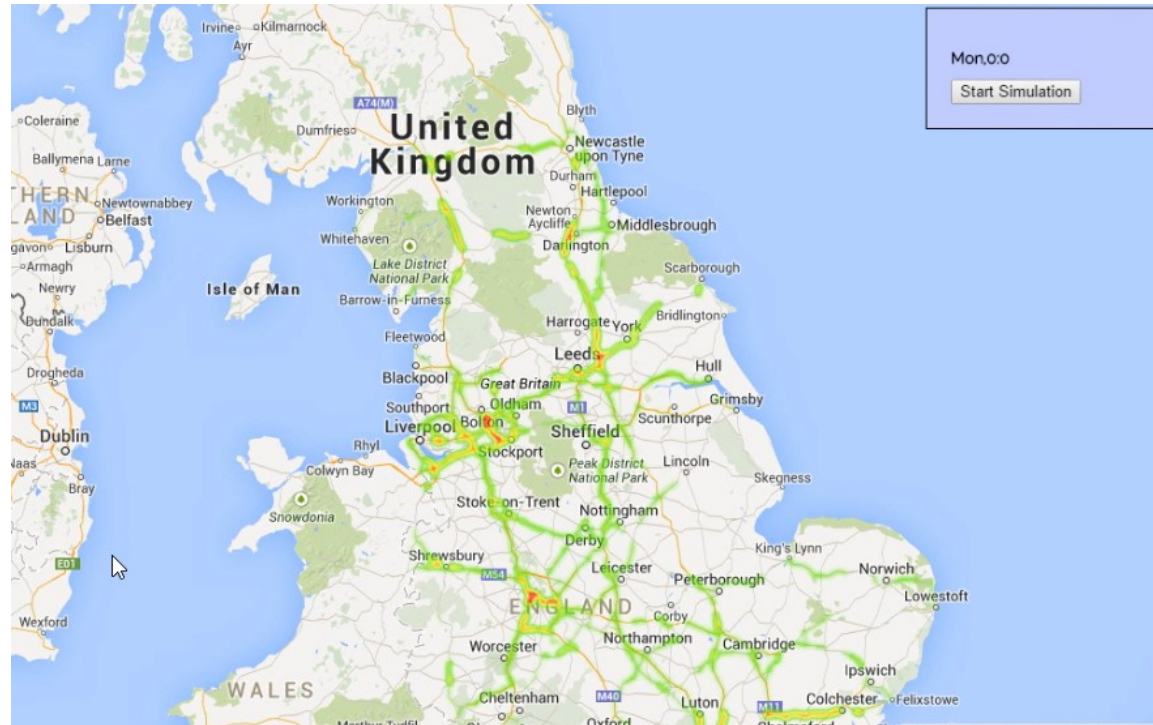 Irvine
Kilmarnock
Ayr
Mon,0:0
Start Simulation
A74(M)
Blyth
Coleraine
Dumfries
United
Kingdom
Newcastle
upon Tyne
Ballymena
Larne
Durham
Hartlepool
Workington
Newtownabbey
Belfast
Newton
Aycliffe
Middlesbrough
Whitehaven
Darlington
Lisburn
Armagh
Lake District
National Park
Scarborough
Newry
Isle of Man
Barrow-in-Furness
Bridlington
Dundalk
Harrogate
York
Fleetwood
Leeds
Hull
Drogheda
Blackpool
Great Britain
Grimsby
M3
Southport
Oldham
M1
Scunthorpe
Bolton
Liverpool
Sheffield
Dublin
Rhyl
Stockport
Peak District
National Park
Lincoln
Colwyn Bay
Skegness
Bray
Snowdonia
Stoke-on-Trent
Nottingham
Derby
King's Lynn
Shrewsbury
E01
M54
Leicester
Peterborough
Norwich
Lowestoft
ENGLAND
Corby
Wexford
Worcester
Northampton
Cambridge
Ipswich
WALES
Cheltenham
M40
Luton
M11
Colchester
Felixstowe
Oxford